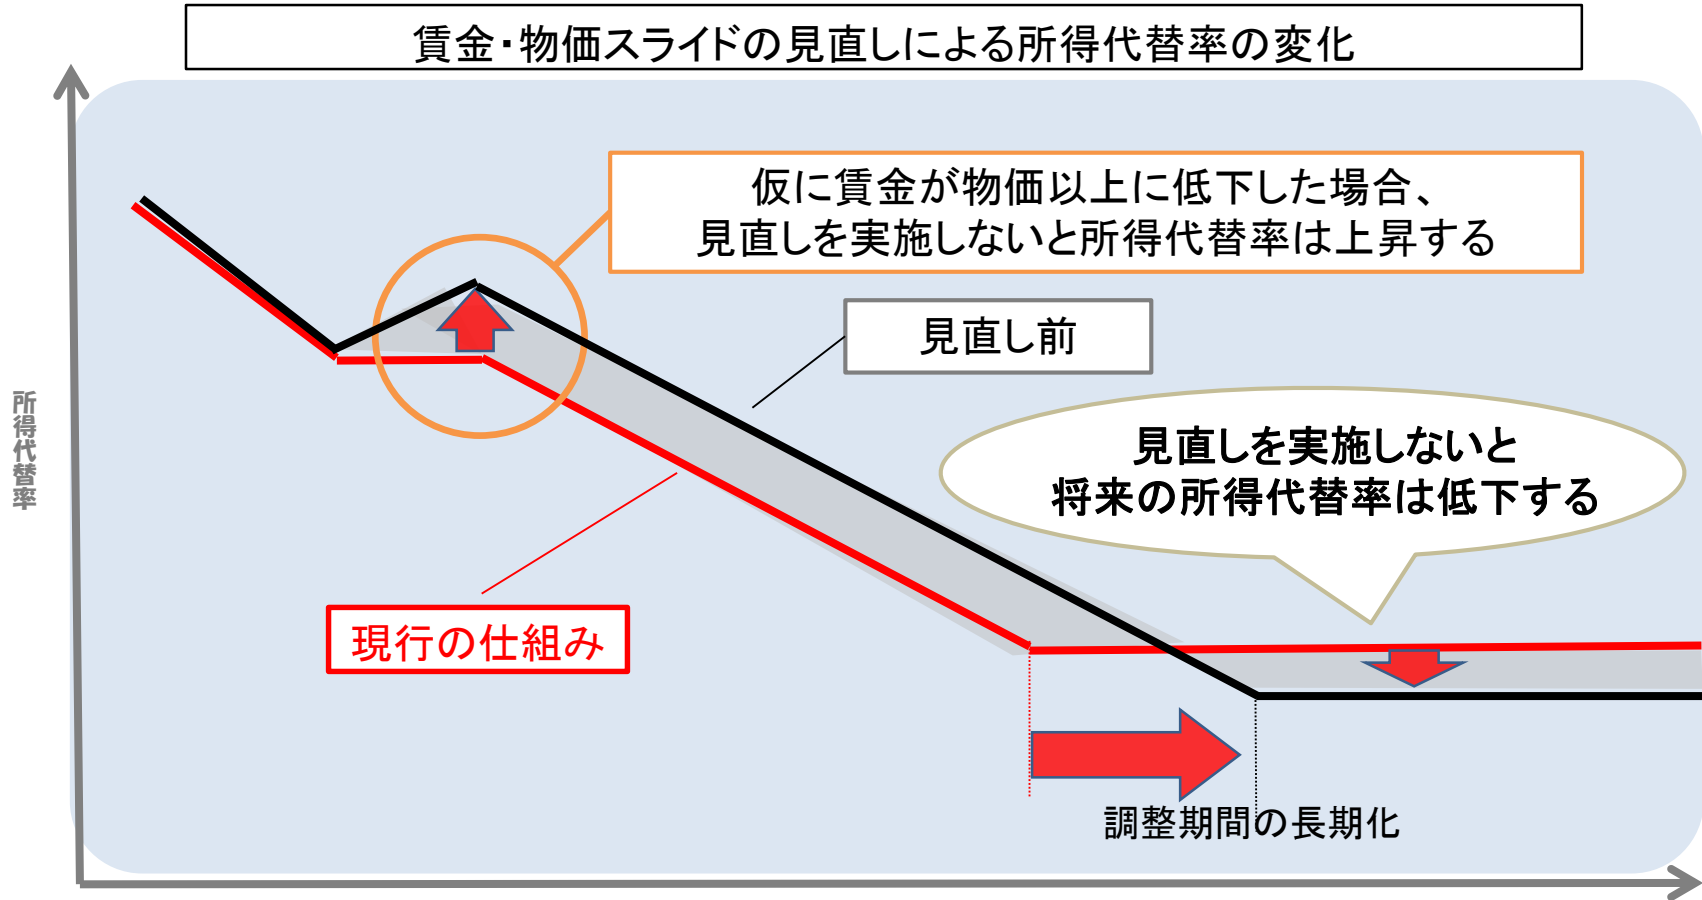 賃金・物価スライドの見直しによる所得代替率の変化
仮に賃金が物価以上に低下した場合、
見直しを実施しないと所得代替率は上昇する
見直し前
所得代替率
見直しを実施しないと
将来の所得代替率は低下する
現行の仕組み
調整期間の長期化